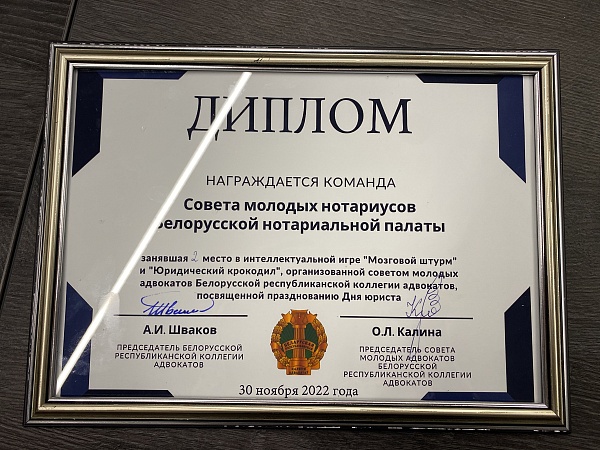 ДИПЛОМ
НАГРАЖДАЕТСЯ КОМАНДА
Совета молодых нотариусов
Белорусской нотариальной палаты
занявшая 2 место в интеллектуальной игре "Мозговой штурм"
и "Юридический крокодил", организованной советом молодых
адвокатов Белорусской республиканской коллегии адвокатов,
посвященной празднованию Дня юриста
А.И. Шваков
ПРЕДСЕДАТЕЛЬ БЕЛОРУССКОЙ
РЕСПУБЛИКАНСКОЙ КОЛЛЕГИИ
АДВОКАТОВ
О.Л. Калина
ПРЕДСЕДАТЕЛЬ СОВЕТА
МОЛОДЫХ АДВОКАТОВ
БЕЛОРУССКОЙ
РЕСПУБЛИКАНСКОЙ КОЛЛЕГИИ
АДВОКАТОВ
30 ноября 2022 года